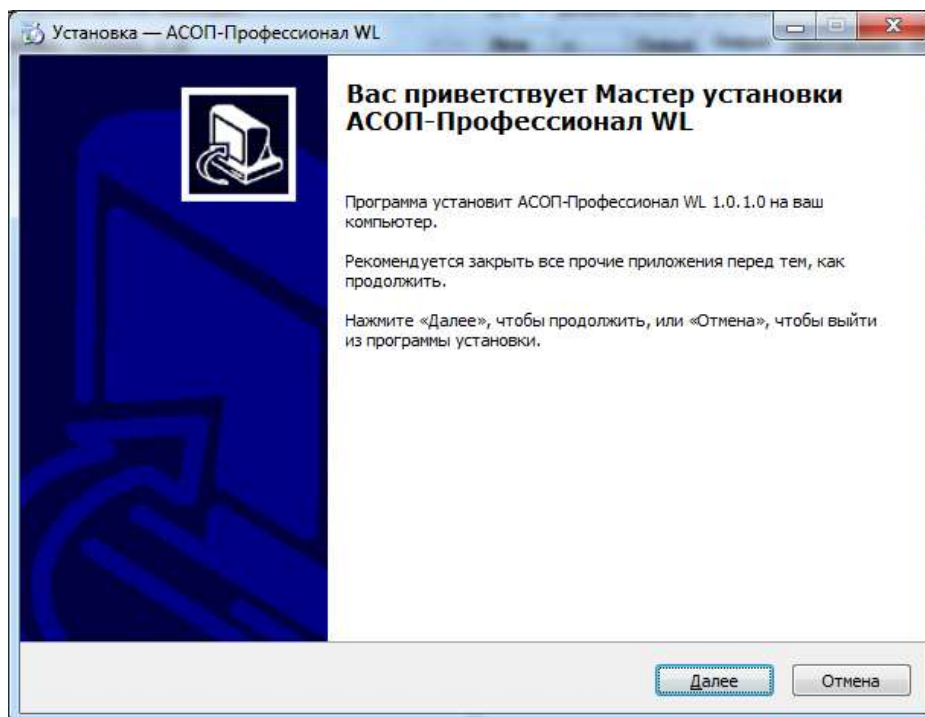 Установка — АСОП-Профессионал WL
Вас приветствует Мастер установки
АСОП-Профессионал WL
Программа установит АСОП-Профессионал WL 1.0.1.0 на ваш
компьютер.
Рекомендуется закрыть все прочие приложения перед тем, как
продолжить.
Нажмите «Далее», чтобы продолжить, или «Отмена», чтобы выйти
из программы установки.
Далее
Отмена